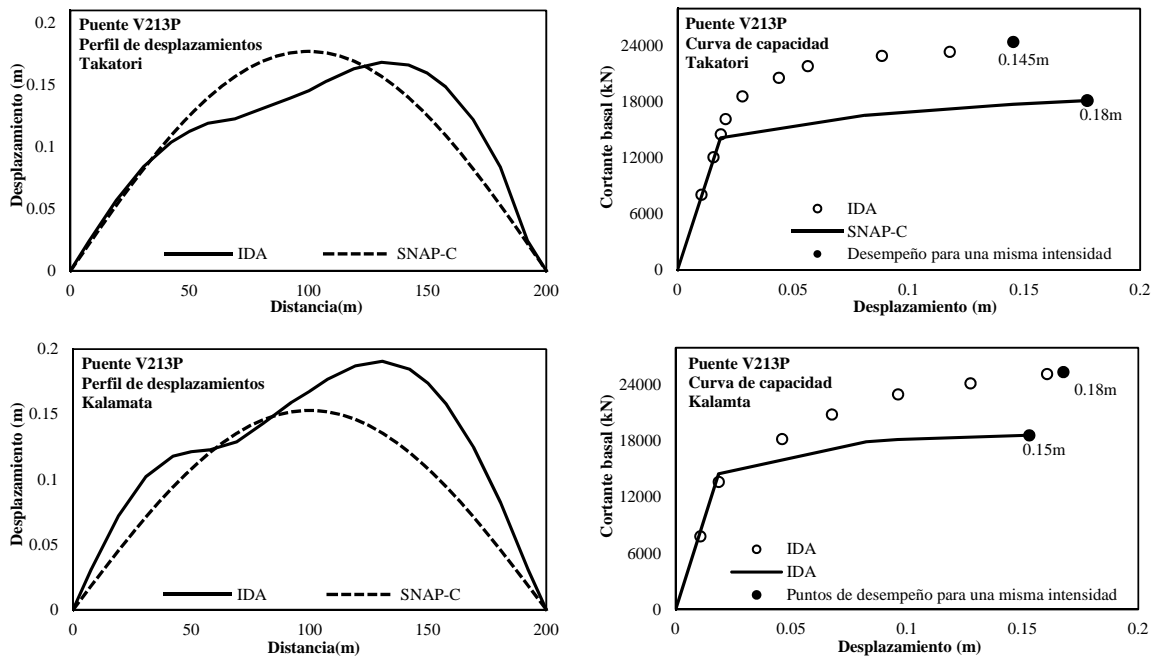 Puente V213P
Perfil de desplazamientos
Takatori
Desplazamiento (m)
0.2
0.15
0.1
0.05
0
IDA SNAP-C
0 50 100 150 200
Distancia(m)
Puente V213P
Curva de capacidad
Takatori
Cortante basal (kN)
24000
18000
12000
6000
0
0.145m
0.18m
IDA
SNAP-C
Desempeño para una misma intensidad
0 0.05 0.1 0.15 0.2
Desplazamiento (m)
Puente V213P
Perfil de desplazamientos
Kalamata
Desplazamiento (m)
0.2
0.15
0.1
0.05
0
IDA SNAP-C
0 50 100 150 200
Distancia(m)
Puente V213P
Curva de capacidad
Kalamta
Cortante basal (kN)
24000
18000
12000
6000
0
0.18m
0.15m
IDA
IDA
Puntos de desempeño para una misma intensidad
0 0.05 0.1 0.15 0.2
Desplazamiento (m)